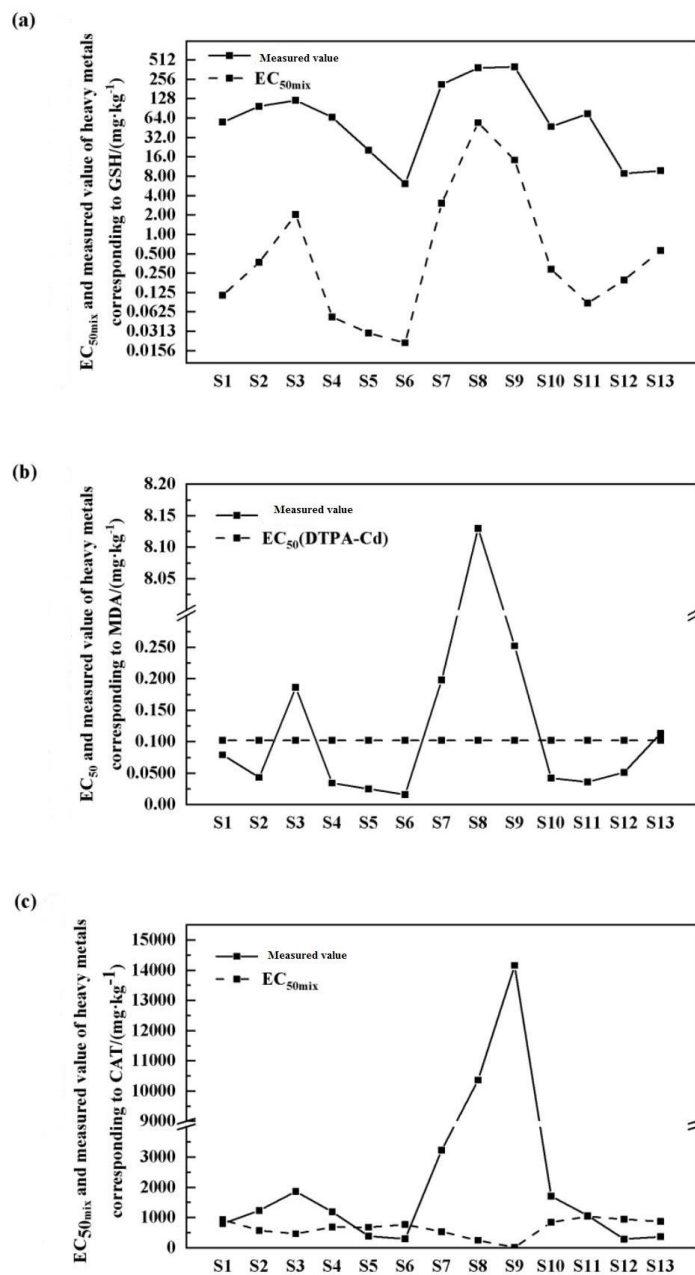 (a)
EC50mix and measured value of heavy metals
corresponding to GSH/(mg·kg-1)
Measured value
EC50mix
512
256
128
64.0
32.0
16.0
8.00
4.00
2.00
1.00
0.500
0.250
0.125
0.0625
0.0313
0.0156
S1 S2 S3 S4 S5 S6 S7 S8 S9 S10 S11 S12 S13
(b)
EC50 and measured value of heavy metals
corresponding to MDA/(mg·kg-1)
Measured value
EC50(DTPA-Cd)
8.20
8.15
8.10
8.05
0.250
0.200
0.150
0.100
0.0500
0.00
S1 S2 S3 S4 S5 S6 S7 S8 S9 S10 S11 S12 S13
(c)
EC50mix and measured value of heavy metals
corresponding to CAT/(mg·kg-1)
Measured value
EC50mix
15000
14000
13000
12000
11000
10000
9000
3000
2000
1000
0
S1 S2 S3 S4 S5 S6 S7 S8 S9 S10 S11 S12 S13